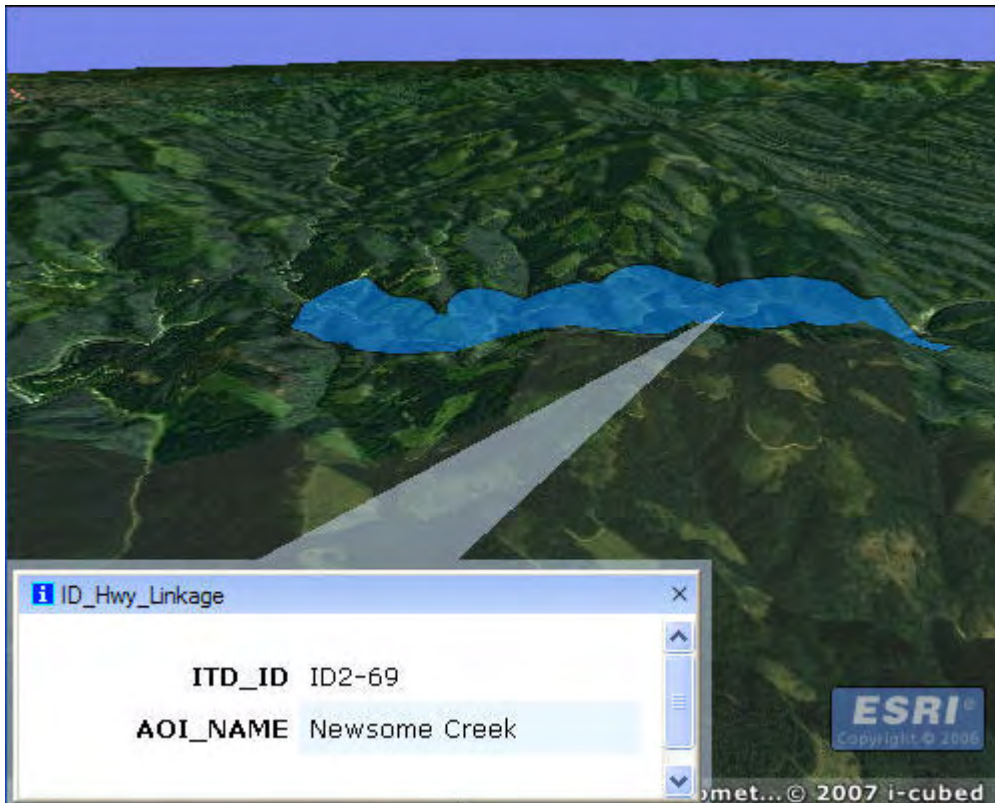 ID_Hwy_Linkage
ITD_ID ID2-69
AOI_NAME Newsome Creek
ESRI®
Copyright © 2006
omet...© 2007 i-cubed